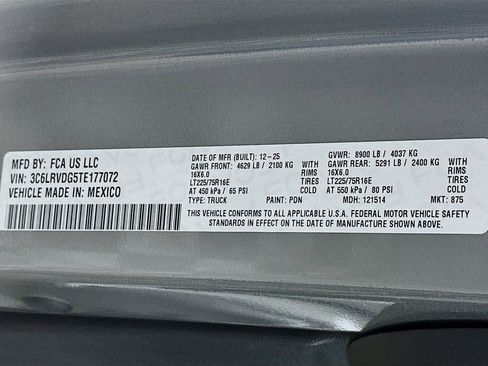 MFD BY: FCA US LLC
VIN: 3C6LRVDG5TE177072
VEHICLE MADE IN: MEXICO
DATE OF MFR (BUILT): 12-25 GVWR: 8900 LB / 4037 KG
GAWR FRONT: 4629 LB / 2100 KG WITH GAWR REAR: 5291 LB / 2400 KG WITH
16X6.0 RIMS 16X6.0 RIMS
LT225/75R16E TIRES LT225/75R16E TIRES
AT 450 kPa / 65 PSI COLD AT 550 kPa / 80 PSI COLD
TYPE: TRUCK PAINT: PDN MDH: 121514 MKT: 875
THIS VEHICLE CONFORMS TO ALL APPLICABLE U.S.A. FEDERAL MOTOR VEHICLE SAFETY
STANDARDS IN EFFECT ON THE DATE OF MANUFACTURE SHOWN ABOVE.